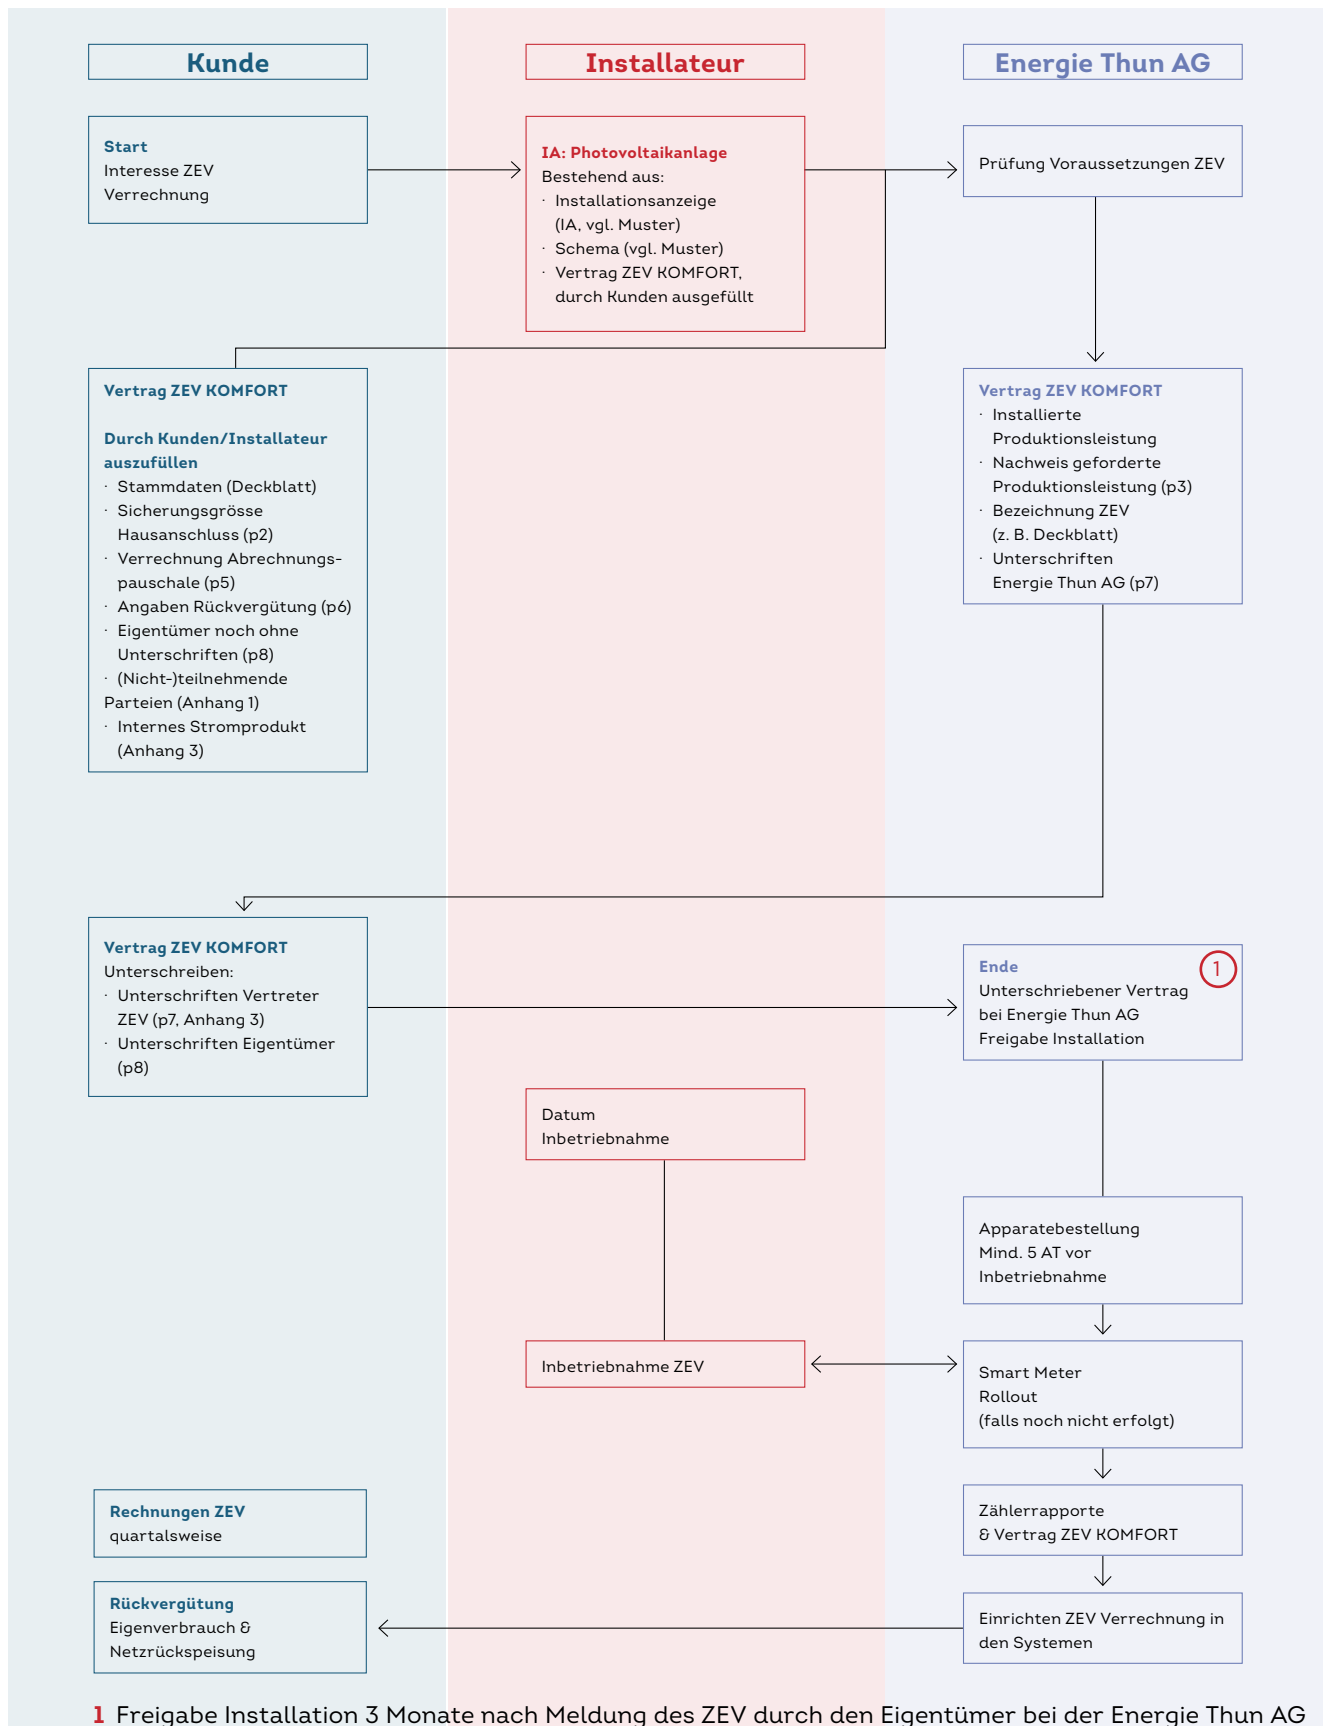 Kunde
Installateur
Energie Thun AG
Start
Interesse ZEV
Verrechnung
IA: Photovoltaikanlage
Bestehend aus:
· Installationsanzeige
(IA, vgl. Muster)
· Schema (vgl. Muster)
· Vertrag ZEV KOMFORT,
durch Kunden ausgefüllt
Prüfung Voraussetzungen ZEV
Vertrag ZEV KOMFORT
Durch Kunden/Installateur
auszufüllen
· Stammdaten (Deckblatt)
· Sicherungsgrösse
Hausanschluss (p2)
· Verrechnung Abrechnungs-
pauschale (p5)
· Angaben Rückvergütung (p6)
· Eigentümer noch ohne
Unterschriften (p8)
· (Nicht-)teilnehmende
Parteien (Anhang 1)
· Internes Stromprodukt
(Anhang 3)
Vertrag ZEV KOMFORT
· Installierte
Produktionsleistung
· Nachweis geforderte
Produktionsleistung (p3)
· Bezeichnung ZEV
(z. B. Deckblatt)
· Unterschriften
Energie Thun AG (p7)
Vertrag ZEV KOMFORT
Unterschreiben:
· Unterschriften Vertreter
ZEV (p7, Anhang 3)
· Unterschriften Eigentümer
(p8)
Ende
1
Unterschriebener Vertrag
bei Energie Thun AG
Freigabe Installation
Datum
Inbetriebnahme
Apparatebestellung
Mind. 5 AT vor
Inbetriebnahme
Inbetriebnahme ZEV
Smart Meter
Rollout
(falls noch nicht erfolgt)
Rechnungen ZEV
quartalsweise
Zählerrapporte
& Vertrag ZEV KOMFORT
Rückvergütung
Eigenverbrauch &
Netzrückspeisung
Einrichten ZEV Verrechnung in
den Systemen
1 Freigabe Installation 3 Monate nach Meldung des ZEV durch den Eigentümer bei der Energie Thun AG